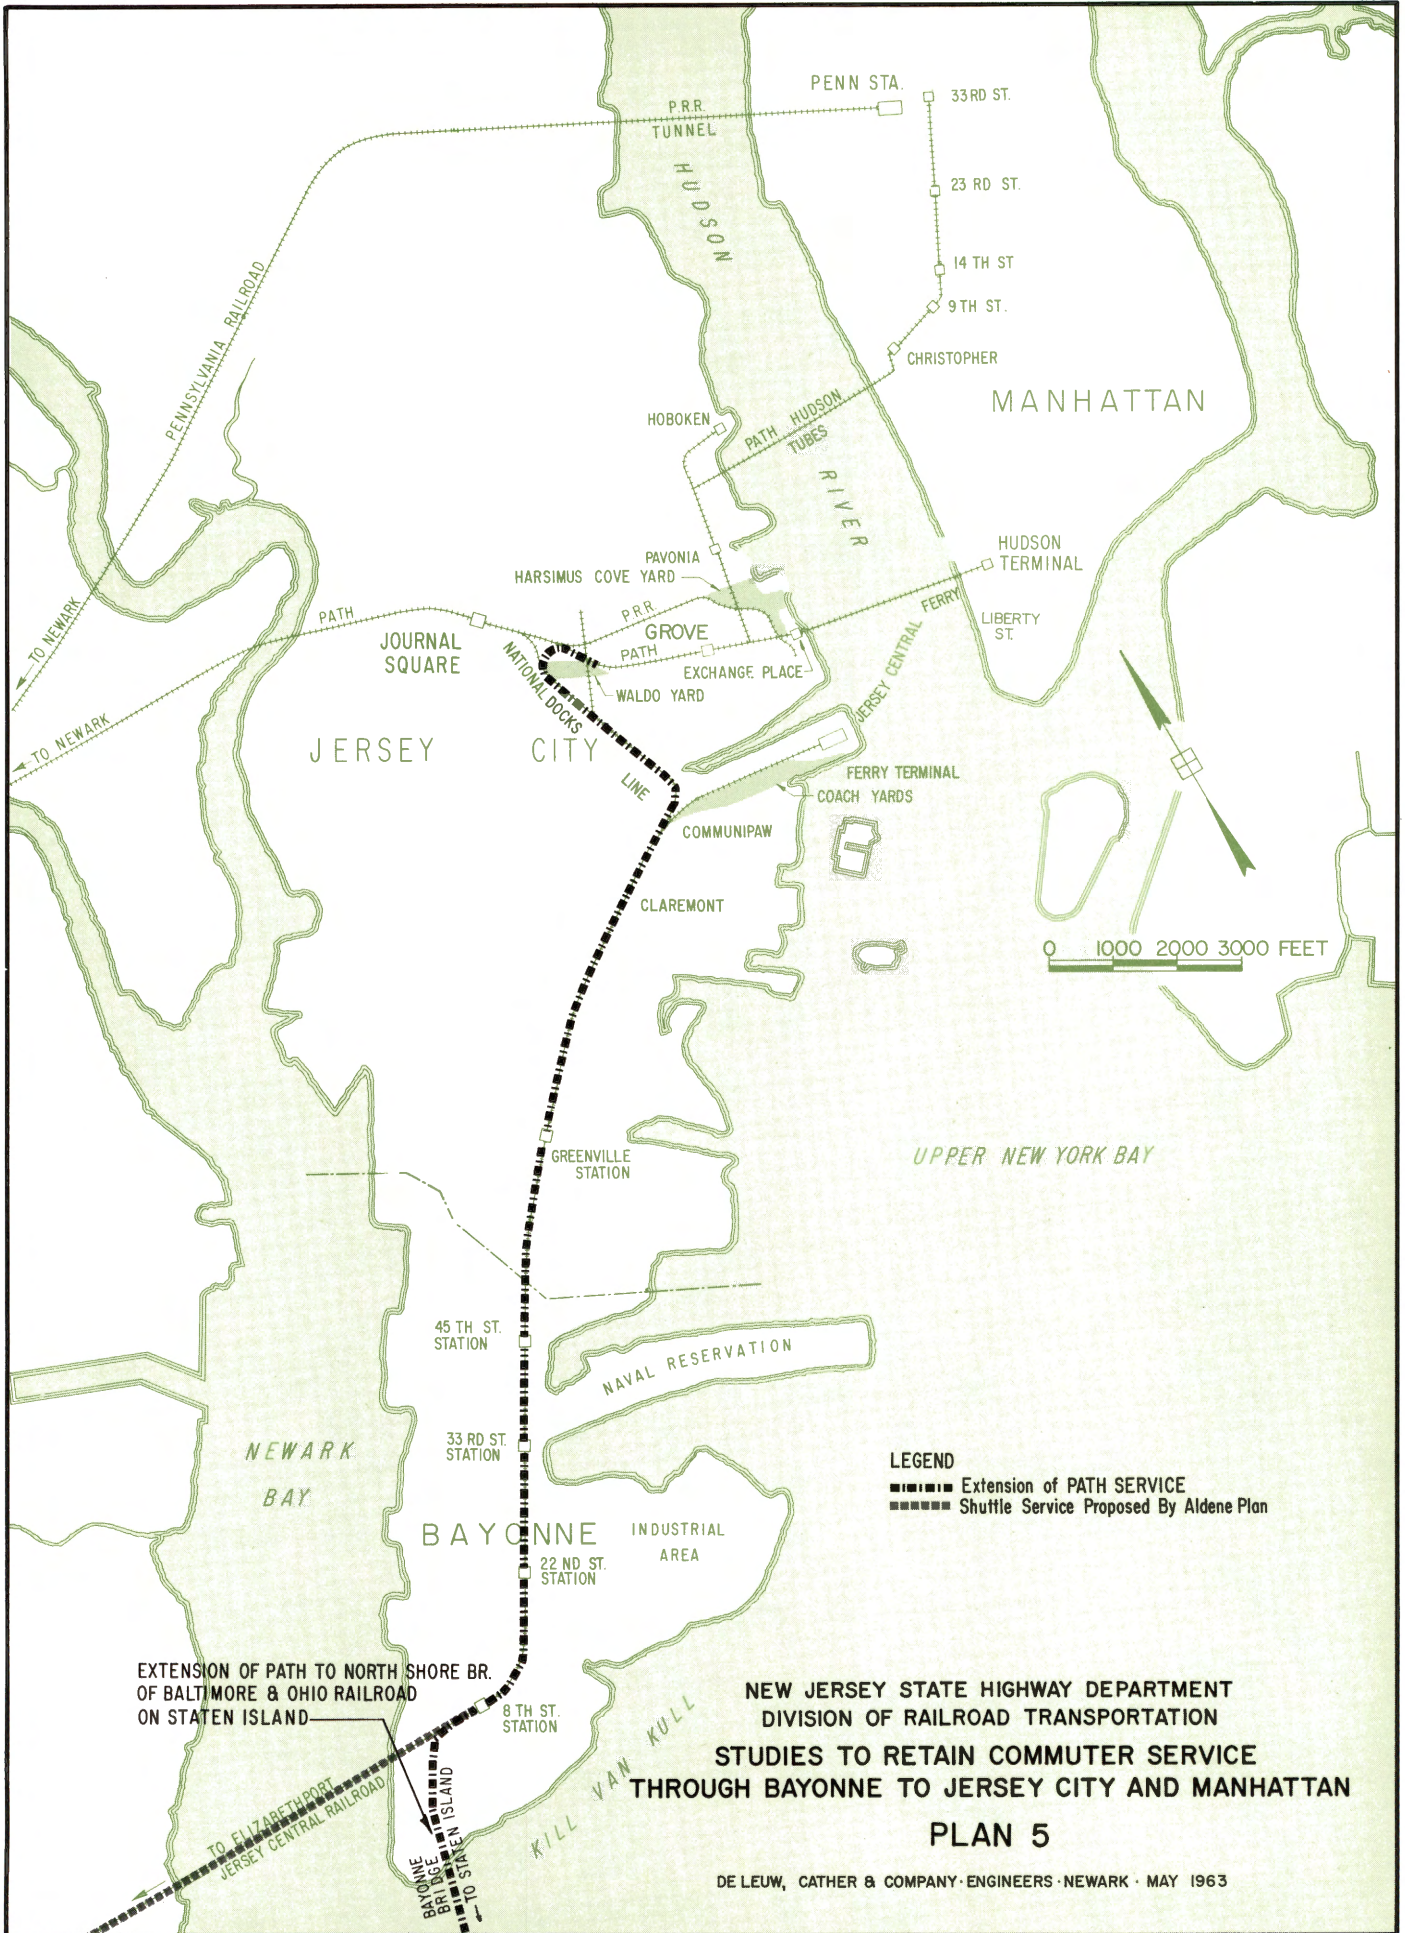 PENN STA.
33RD ST.
P.R.R.
TUNNEL
23 RD ST.
HUDSON
14 TH ST
PENNSYLVANIA RAILROAD
9 TH ST.
CHRISTOPHER
MANHATTAN
HOBOKEN
PATH HUDSON
TUBES
RIVER
HUDSON
TERMINAL
PAVONIA
HARSIMUS COVE YARD
P.R.R.
PATH
FERRY
JERSEY CENTRAL
LIBERTY
ST.
TO NEWARK
JOURNAL
SQUARE
GROVE
PATH
EXCHANGE PLACE
NATIONAL DOCKS
LINE
WALDO YARD
TO NEWARK
JERSEY CITY
FERRY TERMINAL
COACH YARDS
COMMUNIPAW
CLAREMONT
0 1000 2000 3000 FEET
GREENVILLE
STATION
UPPER NEW YORK BAY
45 TH ST.
STATION
NAVAL RESERVATION
33 RD ST.
STATION
NEWARK
BAY
LEGEND
Extension of PATH SERVICE
Shuttle Service Proposed By Aldene Plan
BAYONNE
INDUSTRIAL
AREA
22 ND ST.
STATION
EXTENSION OF PATH TO NORTH SHORE BR.
OF BALTIMORE & OHIO RAILROAD
ON STATEN ISLAND
8 TH ST.
STATION
KILL VAN KULL
TO ELIZABETHPORT
JERSEY CENTRAL RAILROAD
BAYONNE
BRIDGE
TO STATEN ISLAND
NEW JERSEY STATE HIGHWAY DEPARTMENT
DIVISION OF RAILROAD TRANSPORTATION
STUDIES TO RETAIN COMMUTER SERVICE
THROUGH BAYONNE TO JERSEY CITY AND MANHATTAN
PLAN 5
DE LEUW, CATHER & COMPANY · ENGINEERS · NEWARK · MAY 1963